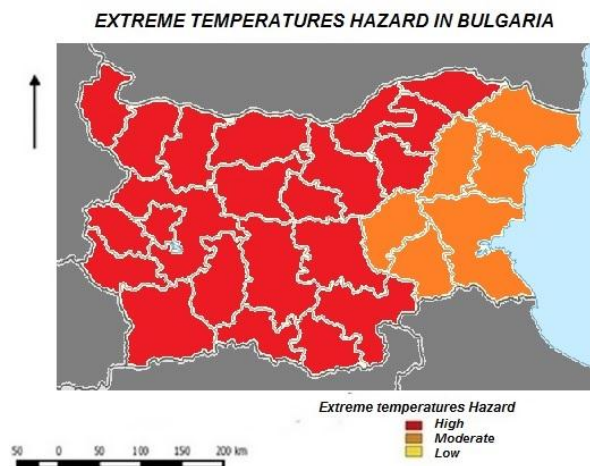 EXTREME TEMPERATURES HAZARD IN BULGARIA
Extreme temperatures Hazard
High
Moderate
Low
50 0 50 100 150 200 km